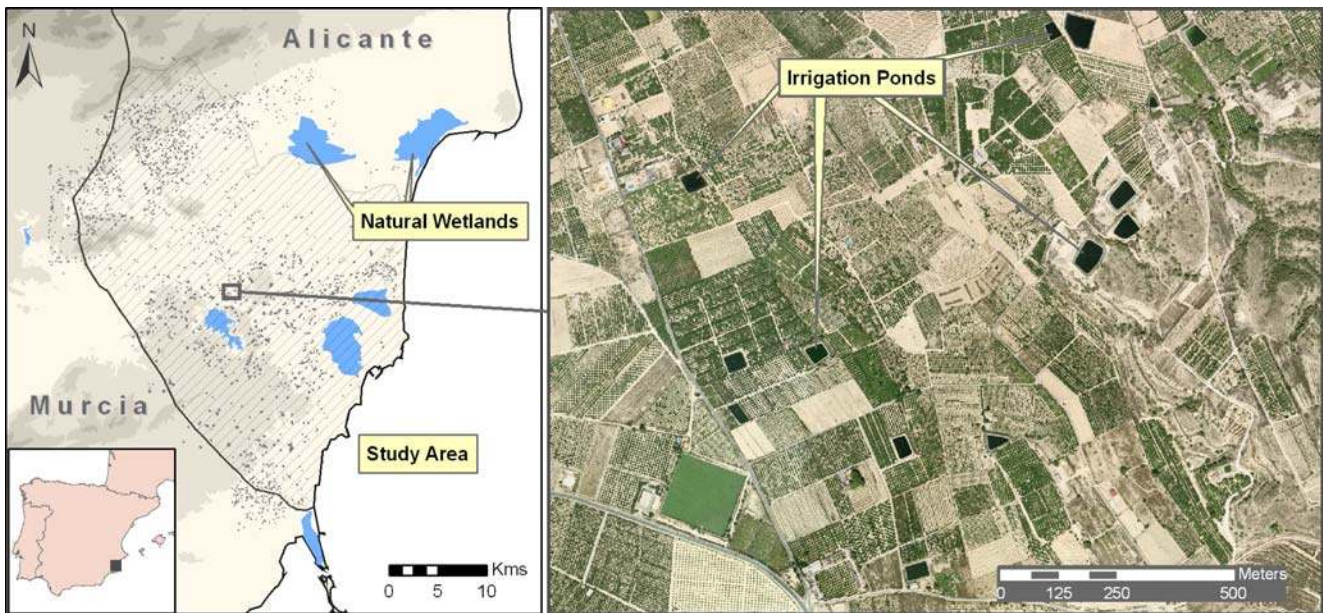 N
Alicante
Natural Wetlands
Murcia
Study Area
Kms
0 5 10
Irrigation Ponds
Meters
0 125 250 500